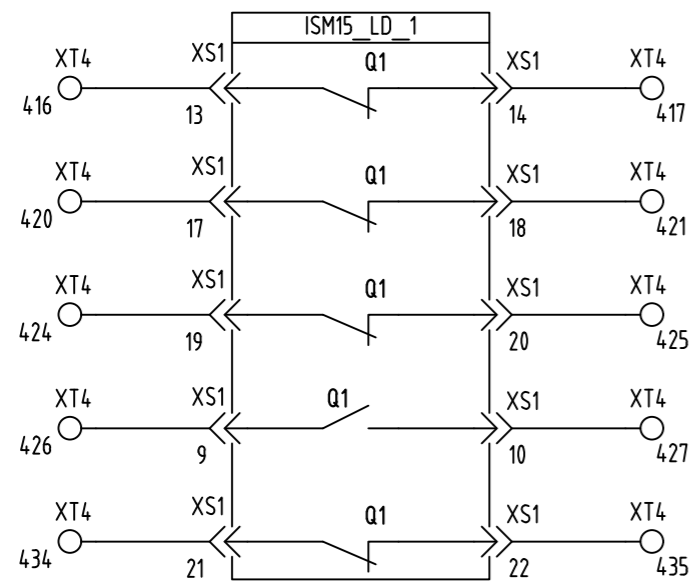 ISM15_LD_1
XT4 XS1 Q1 XS1 XT4
416 13 14 417
XT4 XS1 Q1 XS1 XT4
420 17 18 421
XT4 XS1 Q1 XS1 XT4
424 19 20 425
XT4 XS1 Q1 XS1 XT4
426 9 10 427
XT4 XS1 Q1 XS1 XT4
434 21 22 435